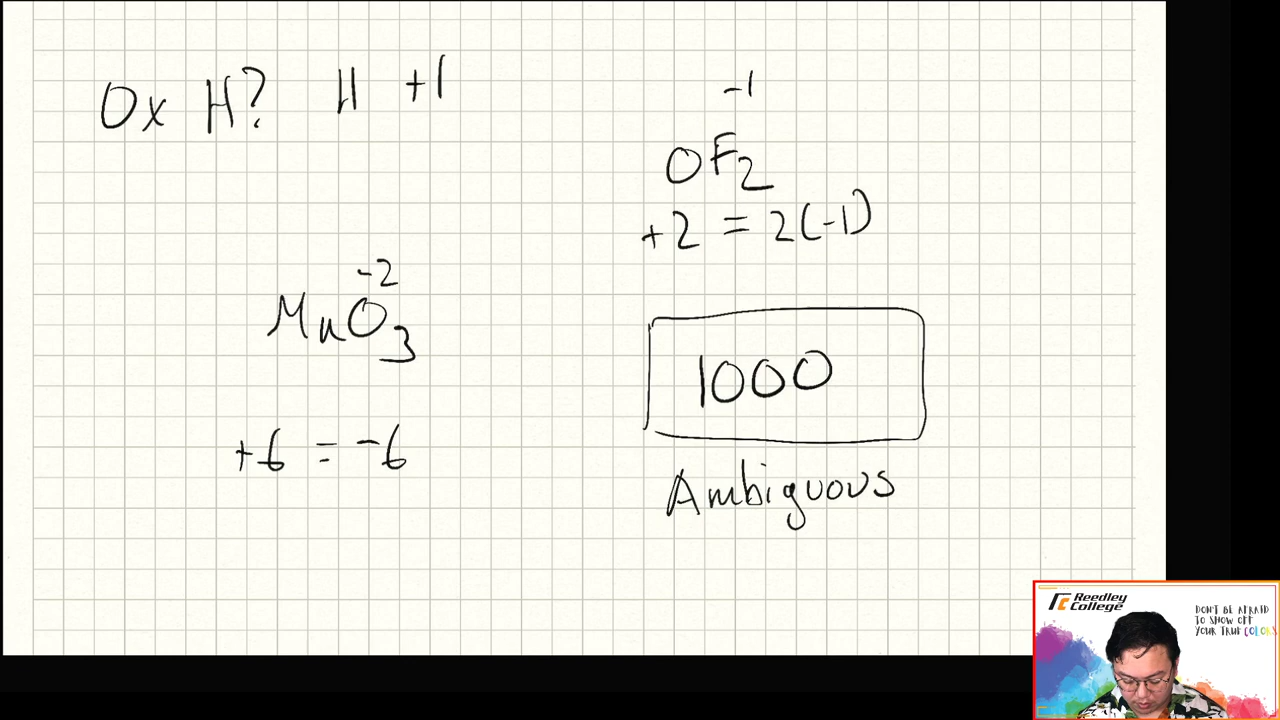 Ox H? H +1
-2
MnO3
+6 = -6
-1
OF2
+2 = 2(-1)
1000
Ambiguous
Reedley
College
DON'T BE AFRAID
TO SHOW OFF
YOUR TRUE COLORS